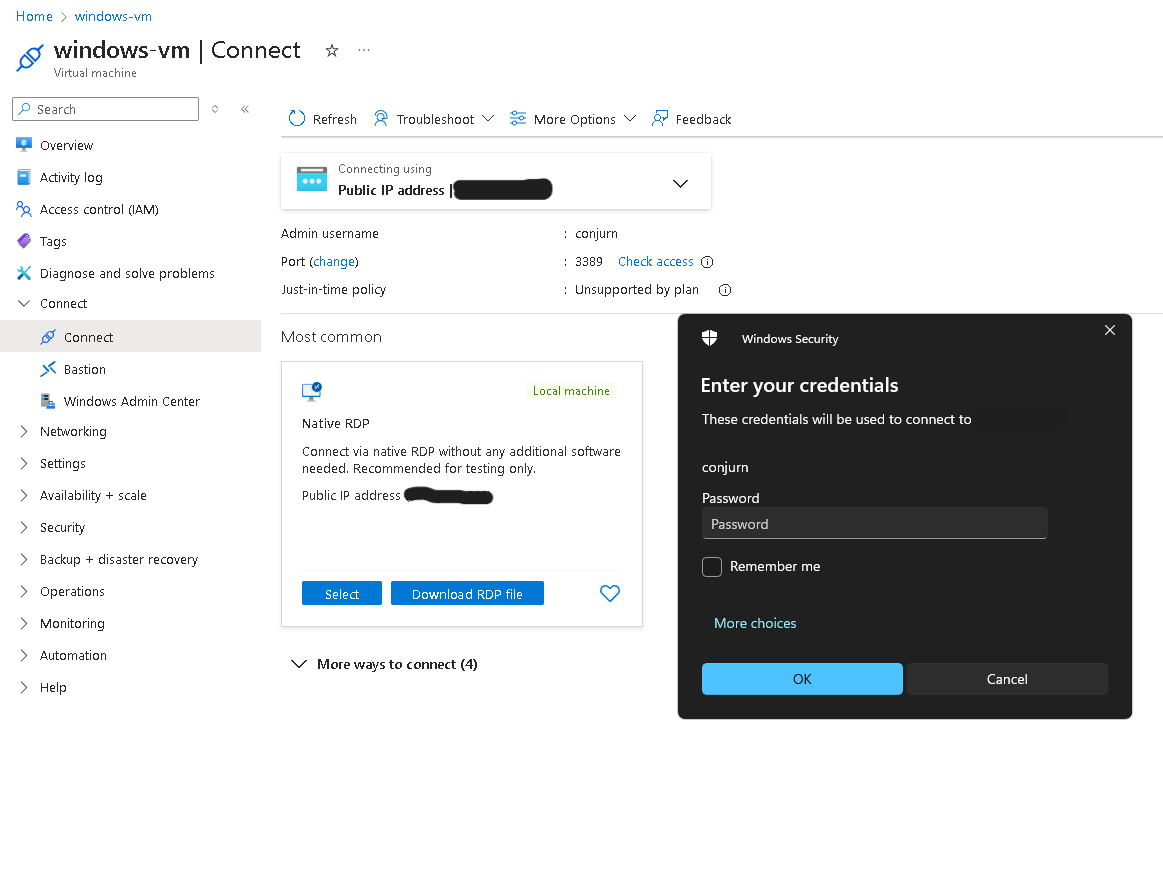 Home > windows-vm
windows-vm | Connect
Virtual machine
Search
Overview
Activity log
Access control (IAM)
Tags
Diagnose and solve problems
Connect
Connect
Bastion
Windows Admin Center
Networking
Settings
Availability + scale
Security
Backup + disaster recovery
Operations
Monitoring
Automation
Help
Refresh Troubleshoot More Options Feedback
Connecting using
Public IP address |
Admin username : conjurn
Port (change) : 3389 Check access
Just-in-time policy : Unsupported by plan
Most common
Local machine
Native RDP
Connect via native RDP without any additional software
needed. Recommended for testing only.
Public IP address
Select Download RDP file
More ways to connect (4)
Windows Security
Enter your credentials
These credentials will be used to connect to
conjurn
Password
Password
Remember me
More choices
OK Cancel